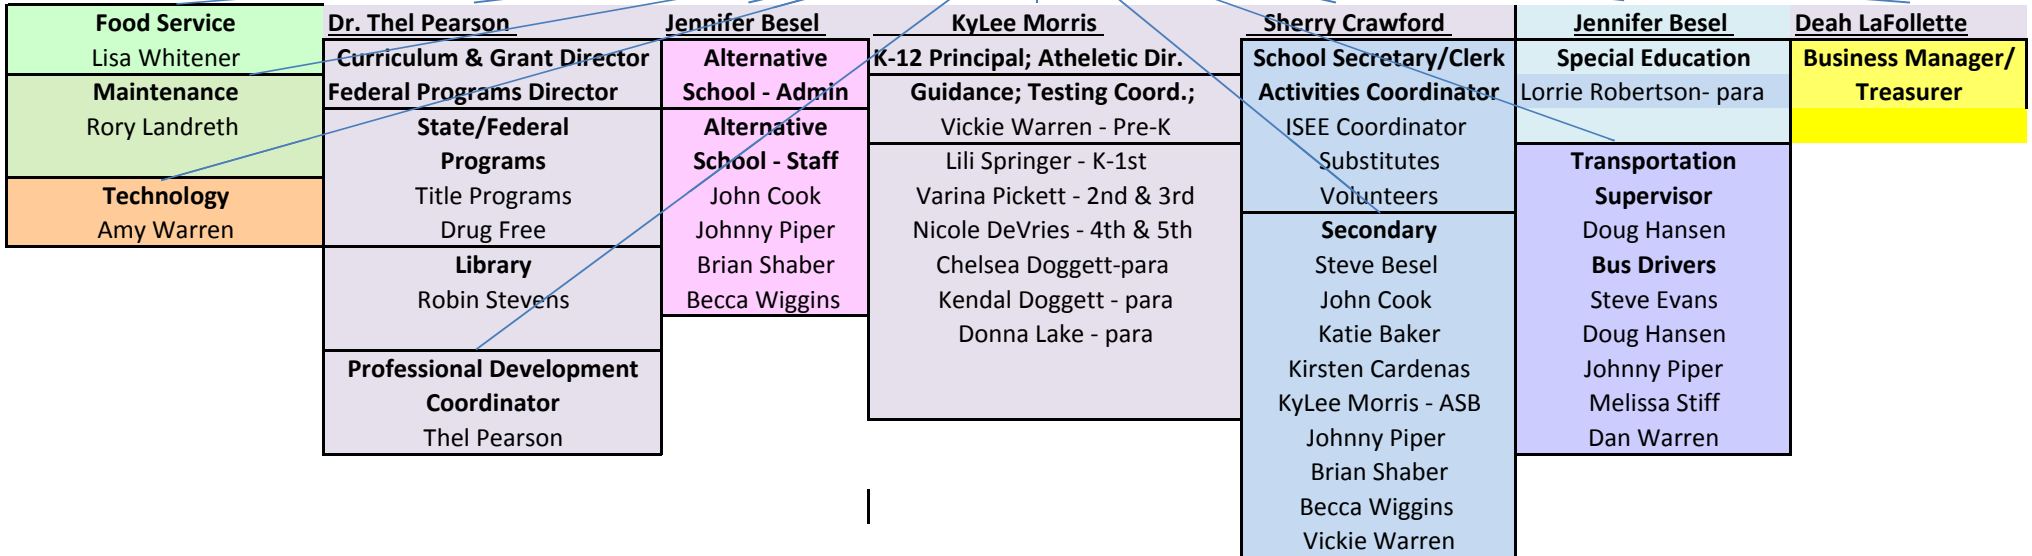 Food Service
Lisa Whitener
Maintenance
Rory Landreth
Technology
Amy Warren
Dr. Thel Pearson
Curriculum & Grant Director
Federal Programs Director
State/Federal
Programs
Title Programs
Drug Free
Library
Robin Stevens
Professional Development
Coordinator
Thel Pearson
Jennifer Besel
Alternative
School - Admin
Alternative
School - Staff
John Cook
Johnny Piper
Brian Shaber
Becca Wiggins
KyLee Morris
K-12 Principal; Atheletic Dir.
Guidance; Testing Coord.;
Vickie Warren - Pre-K
Lili Springer - K-1st
Varina Pickett - 2nd & 3rd
Nicole DeVries - 4th & 5th
Chelsea Doggett-para
Kendal Doggett - para
Donna Lake - para
Sherry Crawford
School Secretary/Clerk
Activities Coordinator
ISEE Coordinator
Substitutes
Volunteers
Secondary
Steve Besel
John Cook
Katie Baker
Kirsten Cardenas
KyLee Morris - ASB
Johnny Piper
Brian Shaber
Becca Wiggins
Vickie Warren
Jennifer Besel
Special Education
Lorrie Robertson- para
Transportation
Supervisor
Doug Hansen
Bus Drivers
Steve Evans
Doug Hansen
Johnny Piper
Melissa Stiff
Dan Warren
Deah LaFollette
Business Manager/
Treasurer